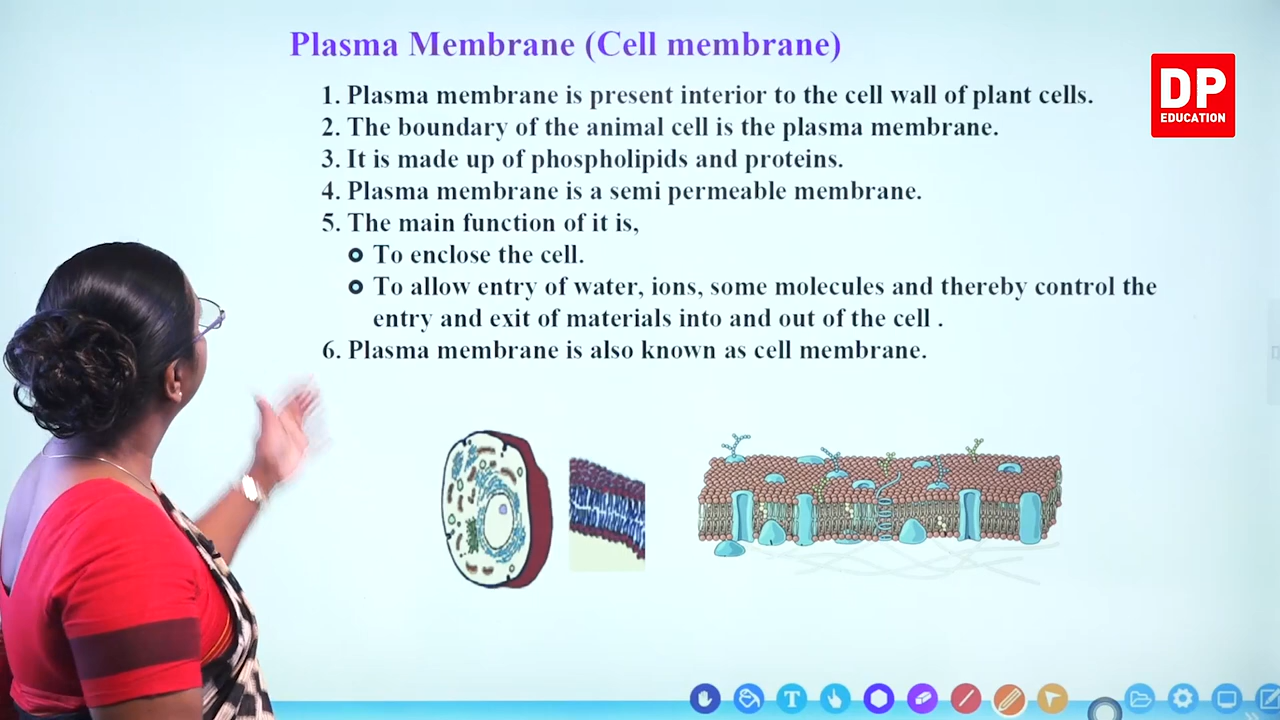 Plasma Membrane (Cell membrane)
1. Plasma membrane is present interior to the cell wall of plant cells.
2. The boundary of the animal cell is the plasma membrane.
3. It is made up of phospholipids and proteins.
4. Plasma membrane is a semi permeable membrane.
5. The main function of it is,
To enclose the cell.
To allow entry of water, ions, some molecules and thereby control the
entry and exit of materials into and out of the cell .
6. Plasma membrane is also known as cell membrane.
DP
EDUCATION
T